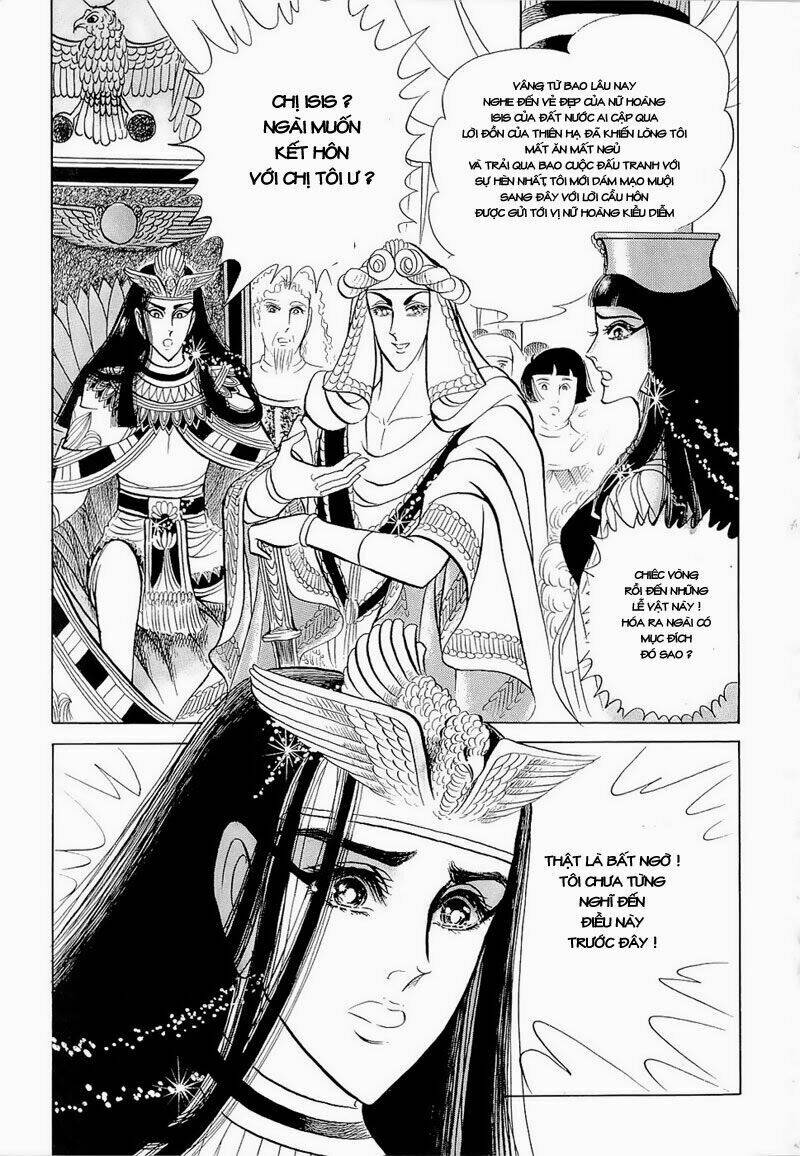 CHỊ ISIS ?
NGÀI MUỐN
KẾT HÔN
VỚI CHỊ TÔI Ư ?
VÂNG TỪ BAO LÂU NAY
NGHE ĐẾN VẺ ĐẸP CỦA NỮ HOÀNG
ISIS CỦA ĐẤT NƯỚC AI CẬP QUA
LỜI ĐỒN CỦA THIÊN HẠ ĐÃ KHIẾN LÒNG TÔI
MẤT ĂN MẤT NGỦ
VÀ TRẢI QUA BAO CUỘC ĐẤU TRANH VỚI
SỰ HÈN NHẤT, TÔI MỚI DÁM MẠO MUỘI
SANG ĐÂY VỚI LỜI CẦU HÔN
ĐƯỢC GỬI TỚI VỊ NỮ HOÀNG KIỀU DIỄM
CHIẾC VÒNG,
RỒI ĐẾN NHỮNG
LỄ VẬT NÀY !
HÓA RA NGÀI CÓ
MỤC ĐÍCH
ĐÓ SAO ?
THẬT LÀ BẤT NGỜ !
TÔI CHƯA TỪNG
NGHĨ ĐẾN
ĐIỀU NÀY
TRƯỚC ĐÂY !